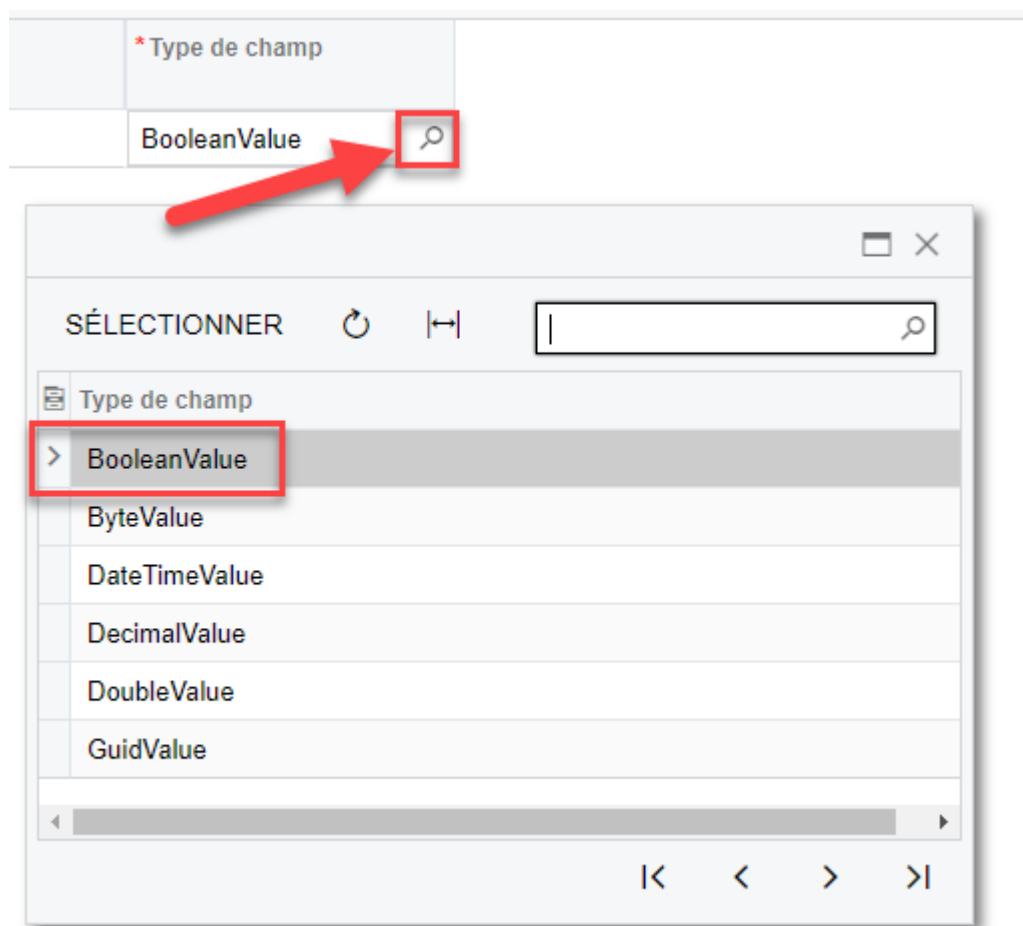 * Type de champ
BooleanValue
SÉLECTIONNER
Type de champ
BooleanValue
ByteValue
DateTimeValue
DecimalValue
DoubleValue
GuidValue